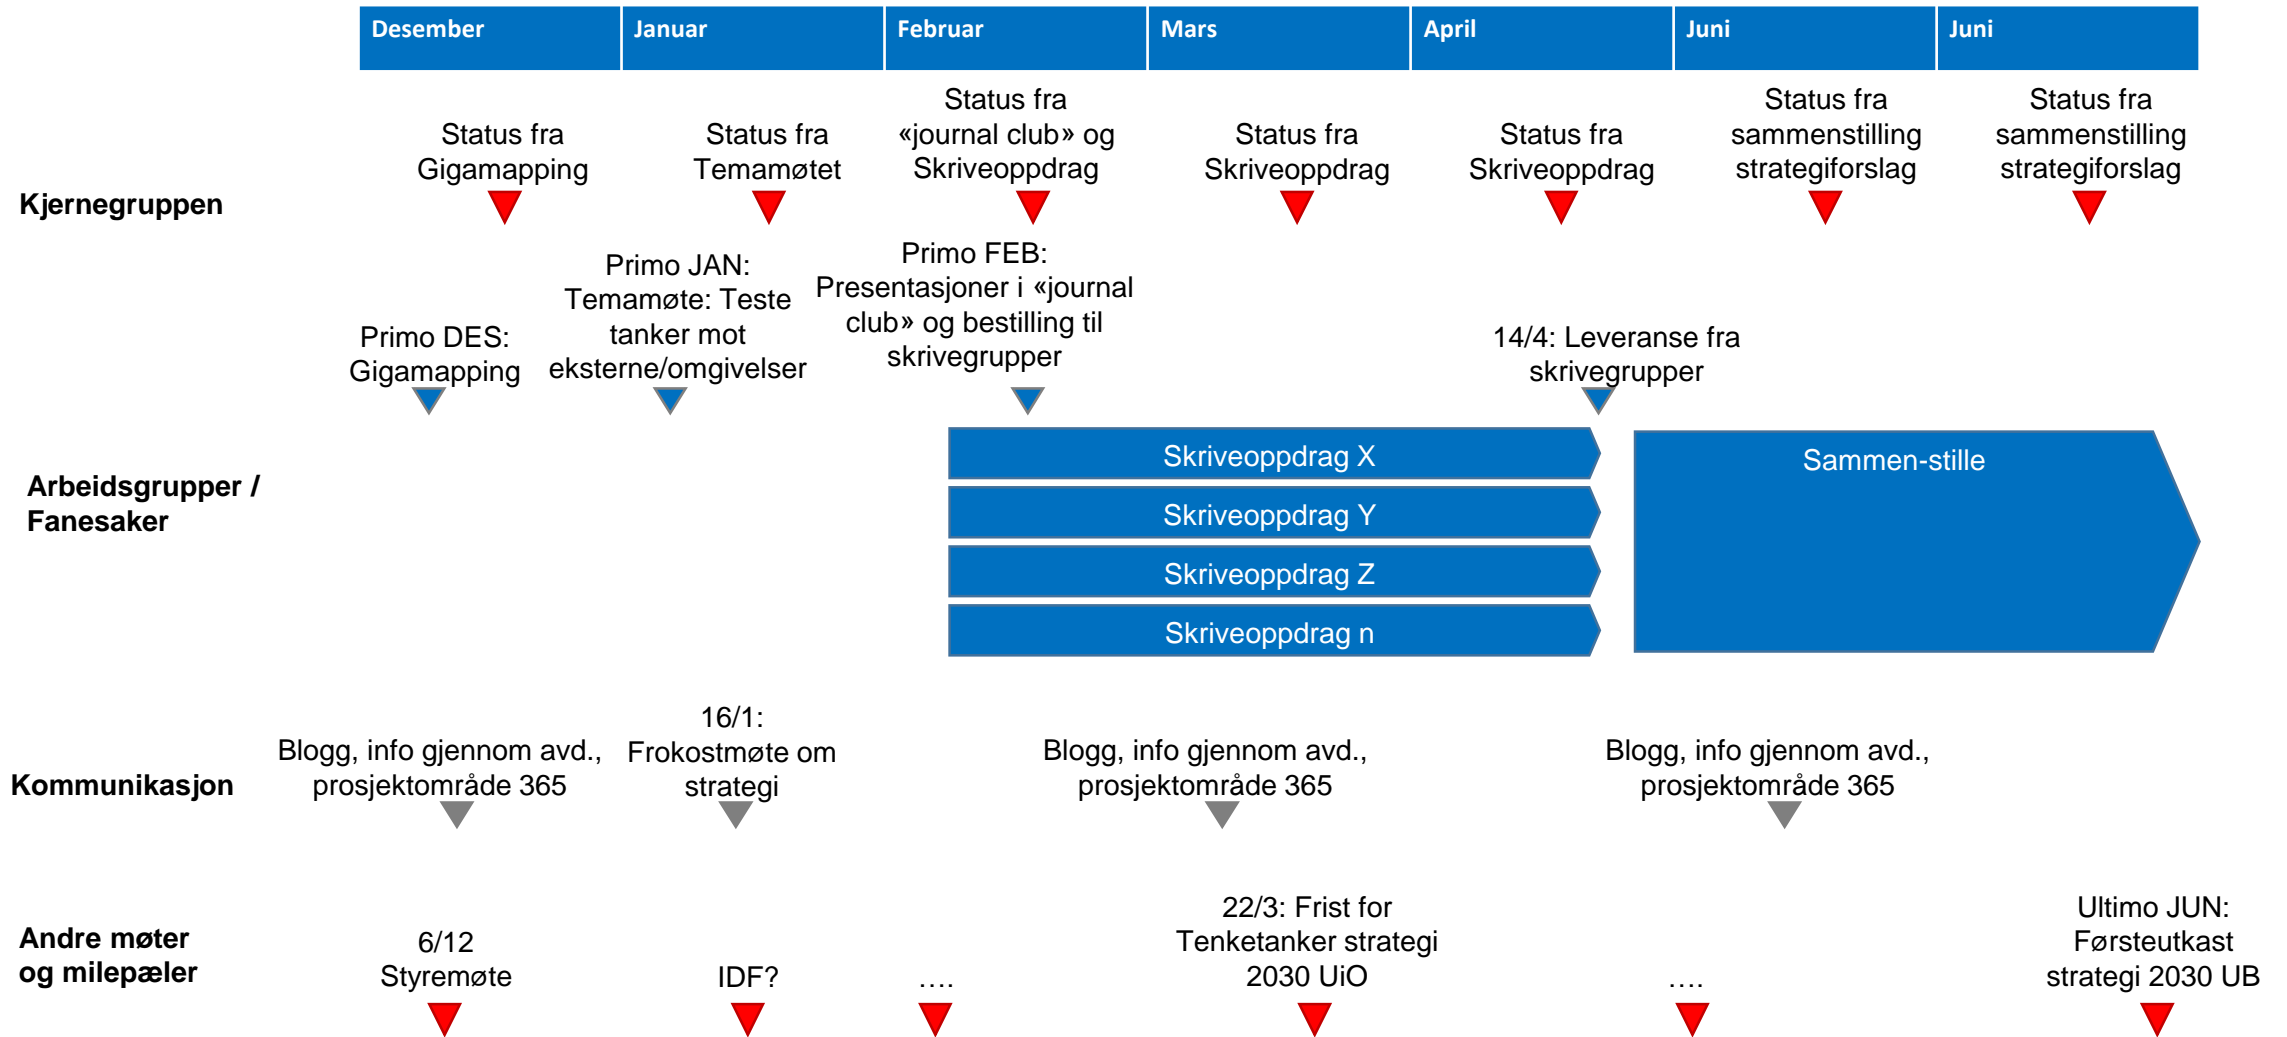 Desember
Januar
Februar
Mars
April
Juni
Juni
Kjernegruppen
Status fra
Gigamapping
Status fra
Temamøtet
Status fra
«journal club» og
Skriveoppdrag
Status fra
Skriveoppdrag
Status fra
Skriveoppdrag
Status fra
sammenstilling
strategiforslag
Status fra
sammenstilling
strategiforslag
Arbeidsgrupper /
Fanesaker
Primo DES:
Gigamapping
Primo JAN:
Temamøte: Teste
tanker mot
eksterne/omgivelser
Primo FEB:
Presentasjoner i «journal
club» og bestilling til
skrivegrupper
14/4: Leveranse fra
skrivegrupper
Skriveoppdrag X
Skriveoppdrag Y
Skriveoppdrag Z
Skriveoppdrag n
Sammen-stille
Kommunikasjon
Blogg, info gjennom avd.,
prosjektområde 365
16/1:
Frokostmøte om
strategi
Blogg, info gjennom avd.,
prosjektområde 365
Blogg, info gjennom avd.,
prosjektområde 365
Andre møter
og milepæler
6/12
Styremøte
IDF?
....
22/3: Frist for
Tenketanker strategi
2030 UiO
....
Ultimo JUN:
Førsteutkast
strategi 2030 UB